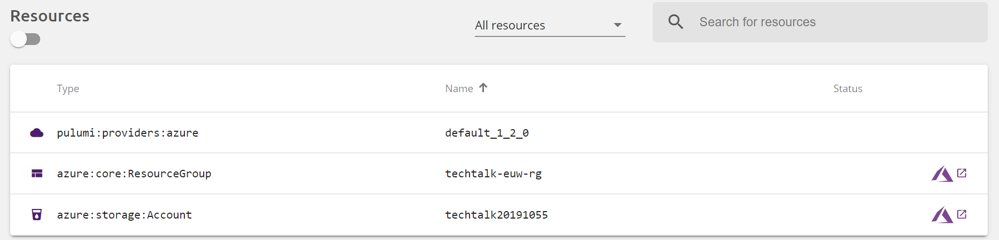 Resources
All resources
Search for resources
Type Name Status
pulumi:providers:azure default_1_2_0
azure:core:ResourceGroup techtalk-euw-rg
azure:storage:Account techtalk20191055